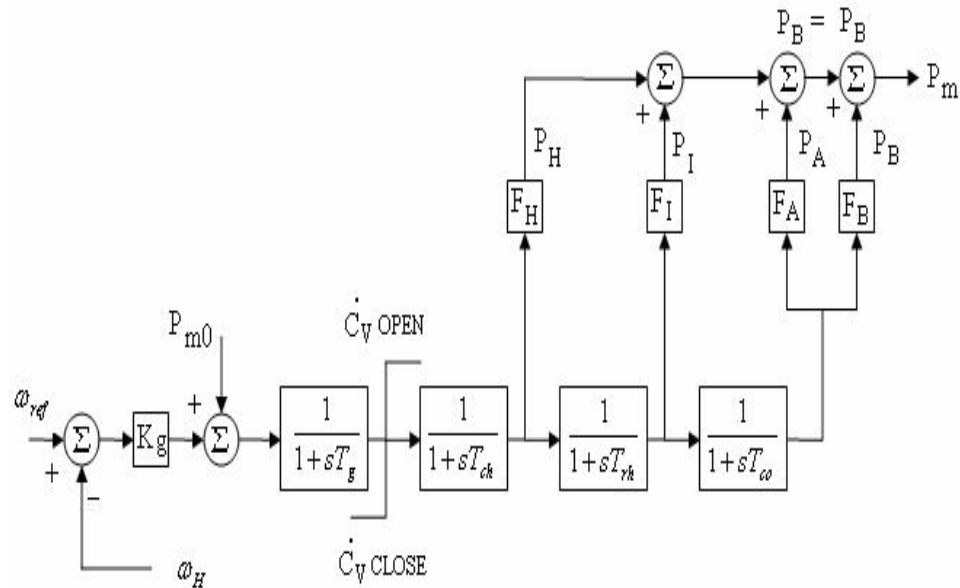 P_B = P_B
Σ Σ Σ P_m
+ + +
P_H P_I P_A P_B
F_H F_I F_A F_B
P_m0 Ċ_V OPEN
ω_ref + 1 1 1 1
Σ Kg Σ 1+sT_g 1+sT_ch 1+sT_rh 1+sT_co
+ + −
ω_H Ċ_V CLOSE